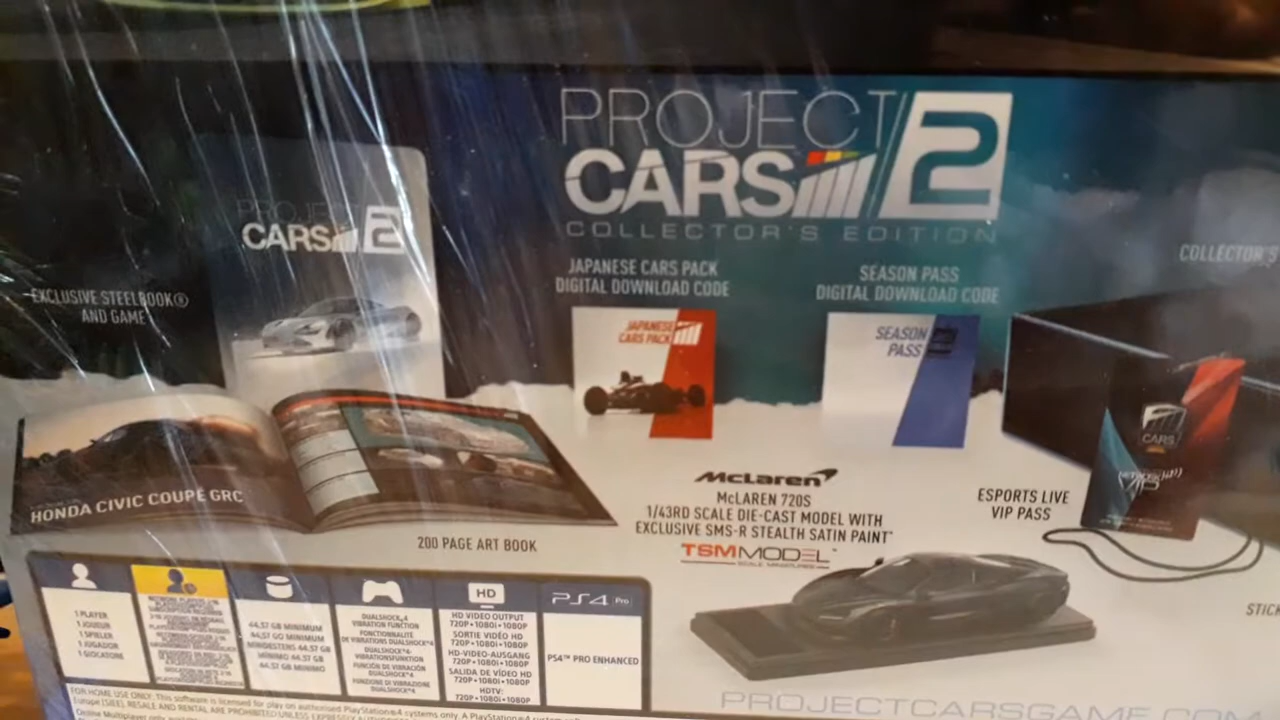 PROJECT
CARS 2
COLLECTOR'S EDITION
COLLECTOR'S
JAPANESE CARS PACK
DIGITAL DOWNLOAD CODE
SEASON PASS
DIGITAL DOWNLOAD CODE
PROJECT
CARS 2
EXCLUSIVE STEELBOOK®
AND GAME
JAPANESE
CARS PACK
SEASON
PASS
CARS
VIP
HONDA CIVIC COUPE GRC
200 PAGE ART BOOK
McLaren
McLAREN 720S
1/43RD SCALE DIE-CAST MODEL WITH
EXCLUSIVE SMS-R STEALTH SATIN PAINT
TSMMODEL™
SCALE MINIATURES
ESPORTS LIVE
VIP PASS
1 PLAYER
1 JOUEUR
1 SPIELER
1 JUGADOR
1 GIOCATORE
44.57 GB MINIMUM
44.57 GO MINIMUM
MINDESTENS 44.57 GB
MÍNIMO 44.57 GB
44.57 GB MINIMO
DUALSHOCK®4
VIBRATION FUNCTION
FONCTIONNALITÉ
DE VIBRATIONS DUALSHOCK®4
DUALSHOCK®4-
VIBRATIONSFUNKTION
FUNCIÓN DE VIBRACIÓN
DUALSHOCK®4
FUNZIONE DI VIBRAZIONE
DUALSHOCK®4
HD
HD VIDEO OUTPUT
720P•1080i•1080P
SORTIE VIDÉO HD
720P•1080i•1080P
HD-VIDEO-AUSGANG
720P•1080i•1080P
SALIDA DE VÍDEO HD
720P•1080i•1080P
HDTV:
720P•1080i•1080P
PS4 Pro
PS4™ PRO ENHANCED
PROJECTCARSGAME.COM
FOR HOME USE ONLY: This software is licensed for play on authorised PlayStation®4 systems only. A PlayStation®4
Europe (SIEE). RESALE AND RENTAL ARE PROHIBITED UNLESS EXPRESSLY
Online Multiplayer only